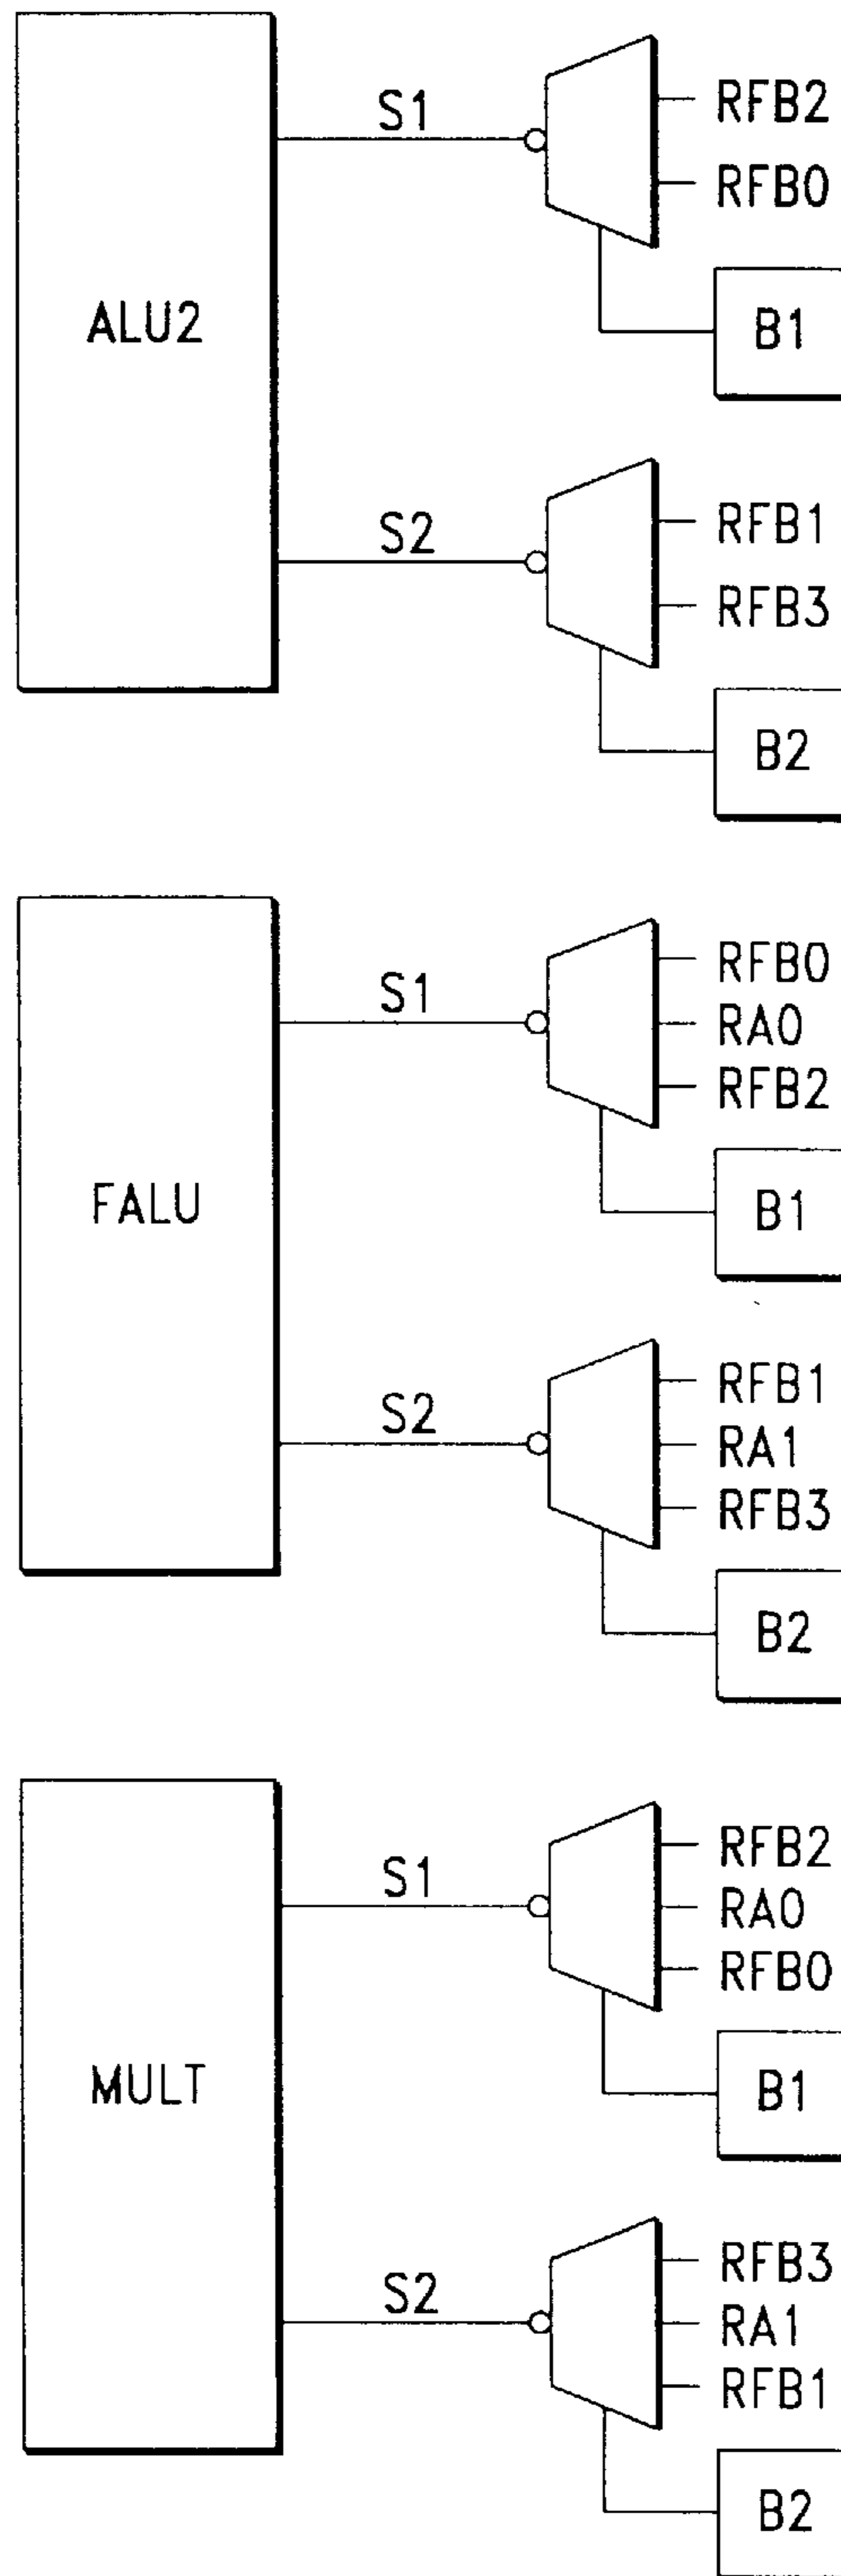 S1
RFB2
RFB0
ALU2
B1
S2
RFB1
RFB3
B2
S1
RFB0
RA0
RFB2
FALU
B1
S2
RFB1
RA1
RFB3
B2
S1
RFB2
RA0
RFB0
MULT
B1
S2
RFB3
RA1
RFB1
B2